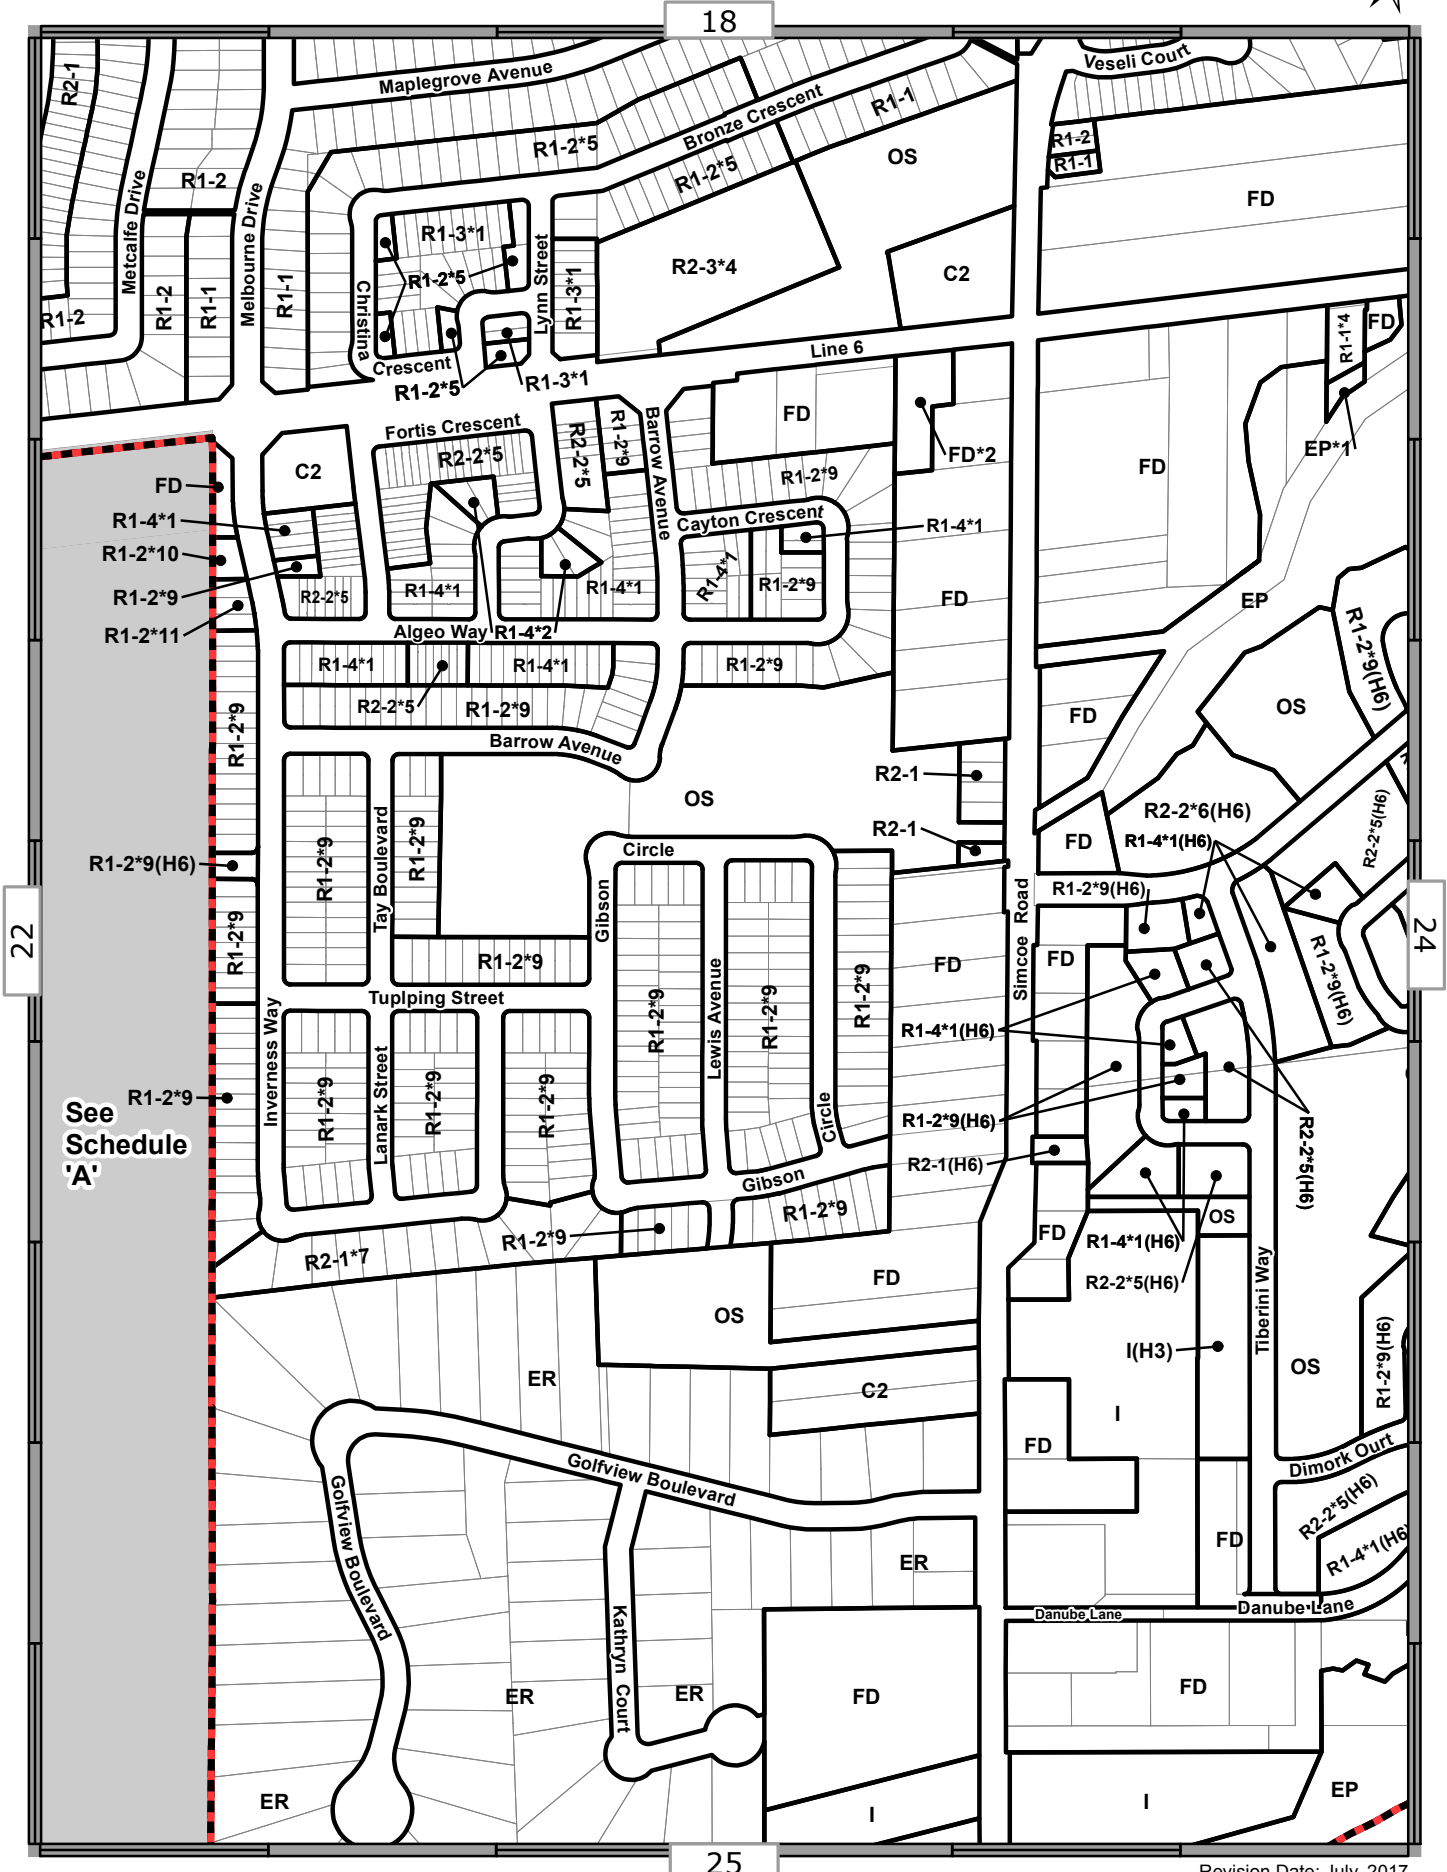 18
Maplegrove Avenue
Veseli Court
R2-1
Bronze Crescent
R1-1
R1-2*5
R1-2*5
OS
R1-2
R1-1
FD
R1-2
Metcalfe Drive
Melbourne Drive
R1-3*1
R1-2*5
Lynn Street
R1-3*1
R2-3*4
C2
R1-2
R1-2
R1-1
R1-1
Christina
Crescent
R1-2*5
R1-3*1
Line 6
R1-1*4
FD
EP*1
Fortis Crescent
R2-2*5
R2-2*5
R1-2*9
Barrow Avenue
FD
FD*2
FD
C2
FD
R1-4*1
R1-2*10
R1-2*9
R1-2*11
R2-2*5
R1-2*9
Cayton Crescent
R1-4*1
R1-4*1
R1-4*1
R1-4*1
R1-2*9
FD
EP
Algeo Way
R1-4*2
R1-4*1
R1-4*1
R1-2*9
R2-2*5
R1-2*9
R1-2*9
Barrow Avenue
FD
OS
R1-2*9(H6)
R2-1
OS
R2-1
R2-2*6(H6)
R1-4*1(H6)
R2-2*5(H6)
FD
R1-2*9
Tay Boulevard
R1-2*9
Circle
Gibson
R1-2*9(H6)
R1-2*9(H6)
22
24
R1-2*9
R1-2*9
FD
Simcoe Road
FD
R1-2*9(H6)
Tuplping Street
R1-2*9
Lewis Avenue
R1-2*9
R1-2*9
R1-4*1(H6)
Inverness Way
Lanark Street
R1-2*9
R1-2*9
R1-2*9
R1-2*9
Circle
R1-2*9(H6)
R2-2*5(H6)
See
Schedule
'A'
R2-1(H6)
Gibson
R1-2*9
R1-2*9
R2-1*7
FD
OS
R1-4*1(H6)
R2-2*5(H6)
Tiberini Way
FD
OS
I(H3)
OS
R1-2*9(H6)
ER
C2
I
FD
Dimork Ourt
Golfview Boulevard
Golfview Boulevard
R2-2*5(H6)
R1-4*1(H6)
FD
ER
Kathryn Court
Danube Lane
Danube Lane
ER
ER
FD
FD
ER
I
I
EP
25
Revision Date: July, 2017